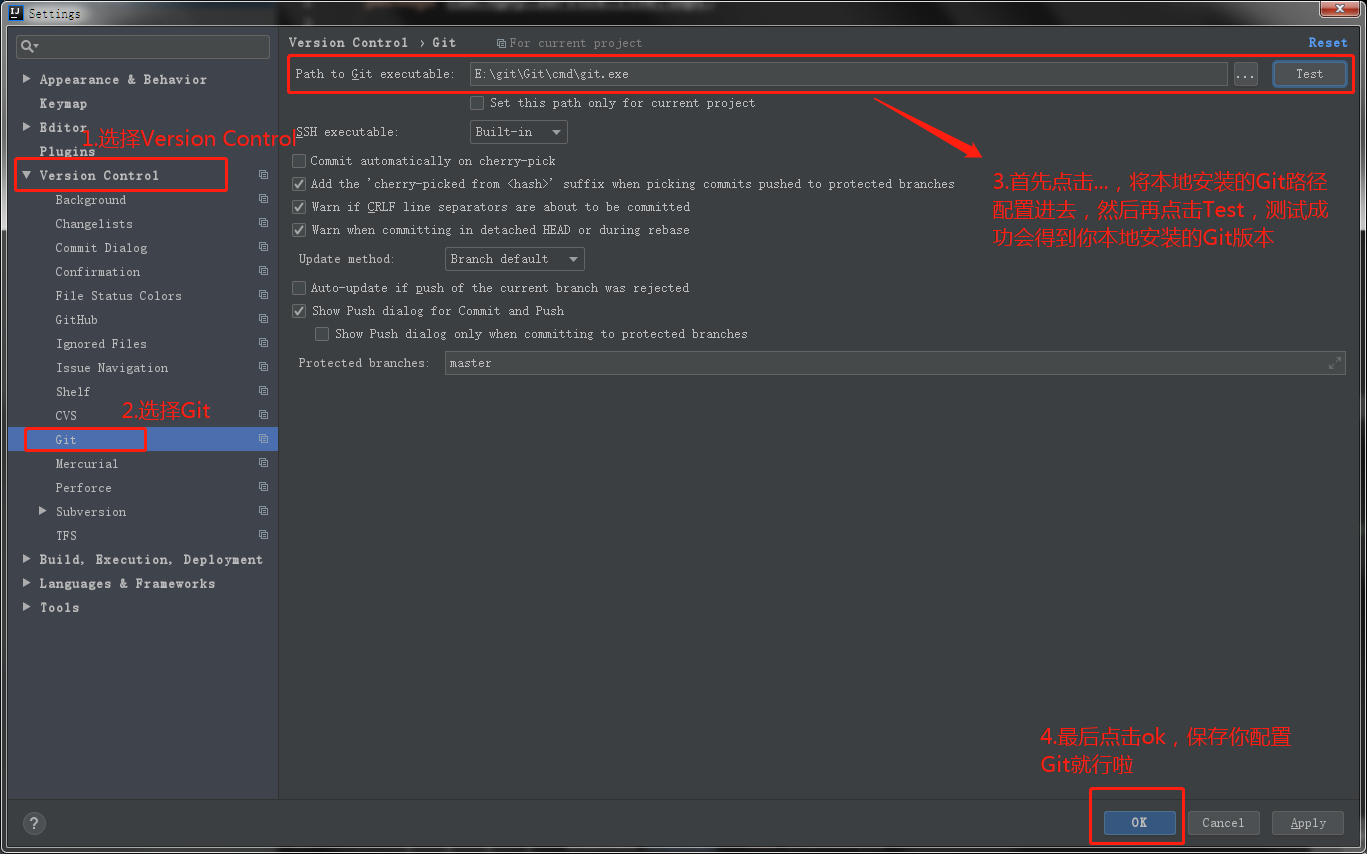 Settings
Version Control › Git
For current project
Reset
Appearance & Behavior
Keymap
Editor
Plugins
Version Control
Background
Changelists
Commit Dialog
Confirmation
File Status Colors
GitHub
Ignored Files
Issue Navigation
Shelf
CVS
Git
Mercurial
Perforce
Subversion
TFS
Build, Execution, Deployment
Languages & Frameworks
Tools
1.选择Version Control
2.选择Git
Path to Git executable: E:\git\Git\cmd\git.exe ... Test
Set this path only for current project
SSH executable: Built-in
Commit automatically on cherry-pick
Add the 'cherry-picked from <hash>' suffix when picking commits pushed to protected branches
Warn if CRLF line separators are about to be committed
Warn when committing in detached HEAD or during rebase
Update method: Branch default
Auto-update if push of the current branch was rejected
Show Push dialog for Commit and Push
Show Push dialog only when committing to protected branches
Protected branches: master
3.首先点击...，将本地安装的Git路径
配置进去，然后再点击Test，测试成
功会得到你本地安装的Git版本
4.最后点击ok，保存你配置
Git就行啦
?
OK Cancel Apply